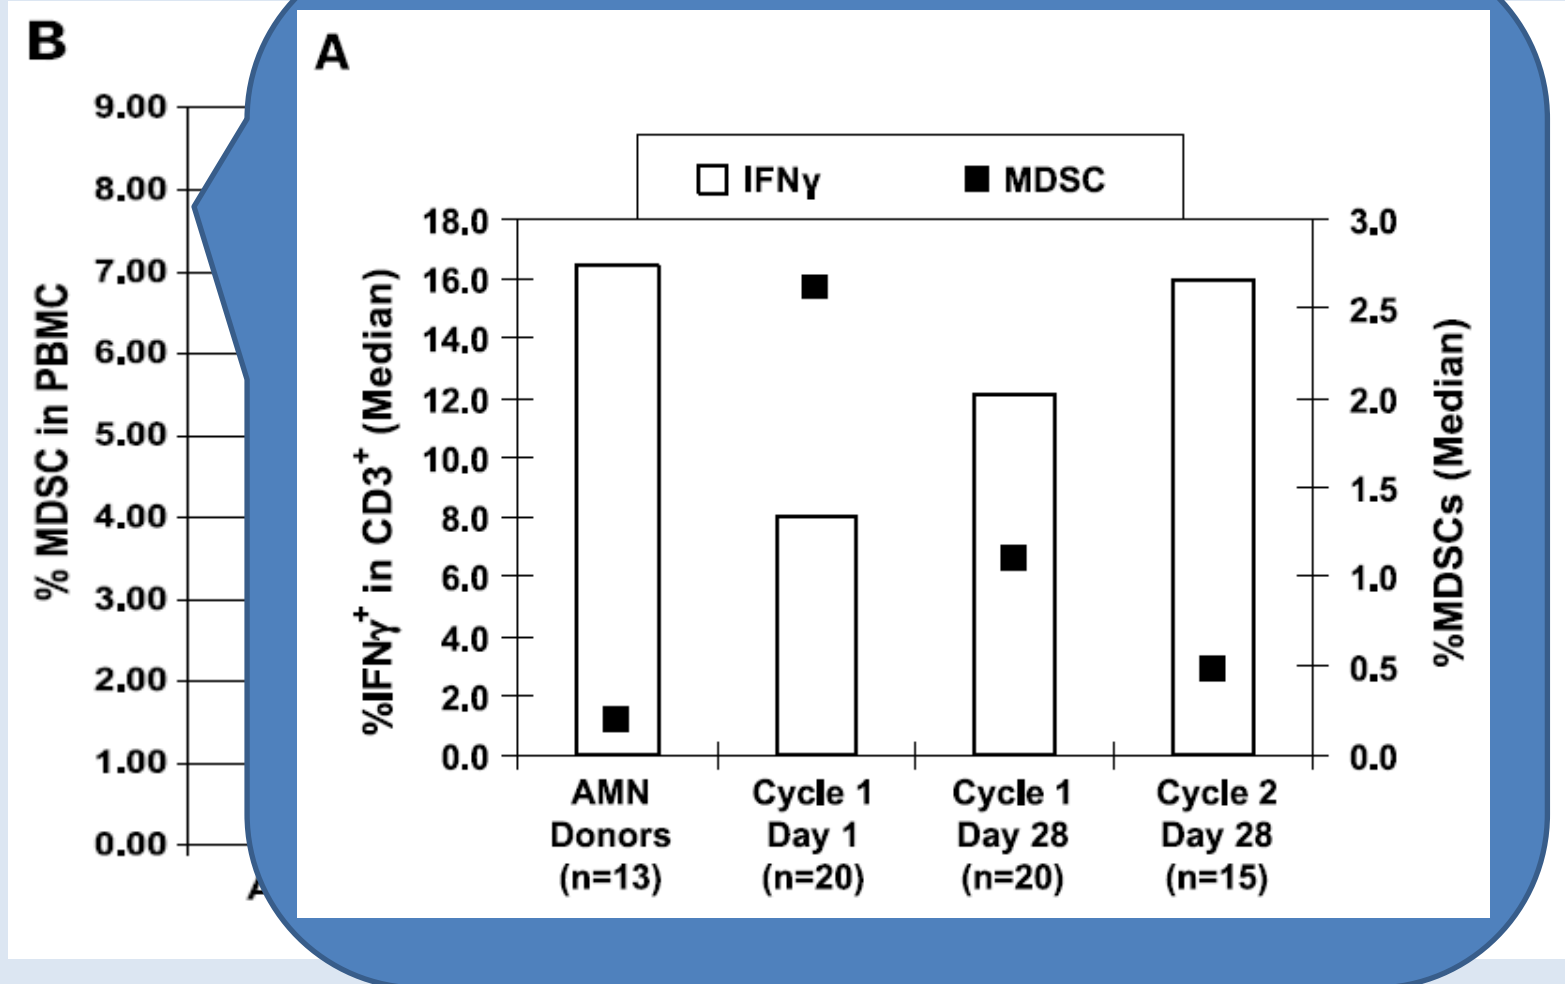 B
9.00
8.00
7.00
6.00
5.00
4.00
3.00
2.00
1.00
0.00
% MDSC in PBMC
A
IFNγ
MDSC
18.0
16.0
14.0
12.0
10.0
8.0
6.0
4.0
2.0
0.0
%IFNγ⁺ in CD3⁺ (Median)
3.0
2.5
2.0
1.5
1.0
0.5
0.0
%MDSCs (Median)
AMN
Donors
(n=13)
Cycle 1
Day 1
(n=20)
Cycle 1
Day 28
(n=20)
Cycle 2
Day 28
(n=15)